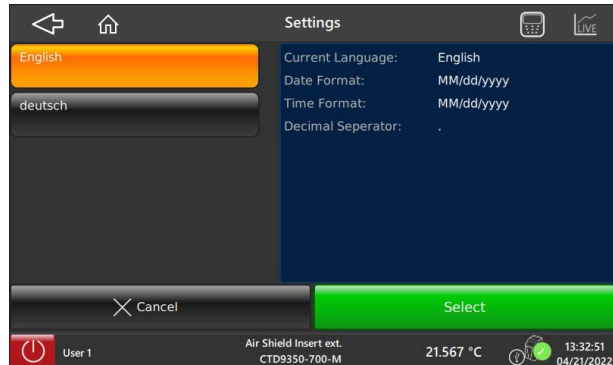 Settings
LIVE
English
deutsch
Current Language: English
Date Format: MM/dd/yyyy
Time Format: MM/dd/yyyy
Decimal Seperator: .
Cancel
Select
User 1
Air Shield Insert ext.
CTD9350-700-M
21.567 °C
13:32:51
04/21/2022